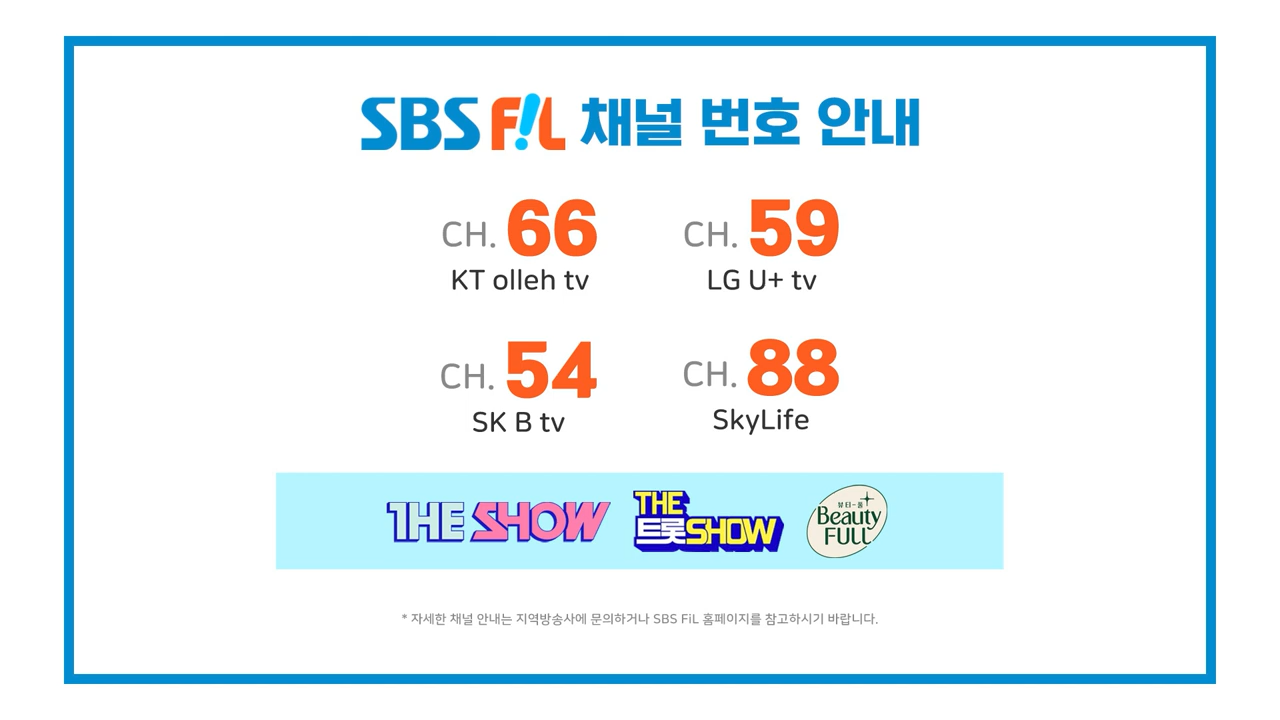 SBS F!L 채널 번호 안내
CH. 66
KT olleh tv
CH. 59
LG U+ tv
CH. 54
SK B tv
CH. 88
SkyLife
THE SHOW
THE
트롯SHOW
뷰티-풀
Beauty
FULL
* 자세한 채널 안내는 지역방송사에 문의하거나 SBS FiL 홈페이지를 참고하시기 바랍니다.